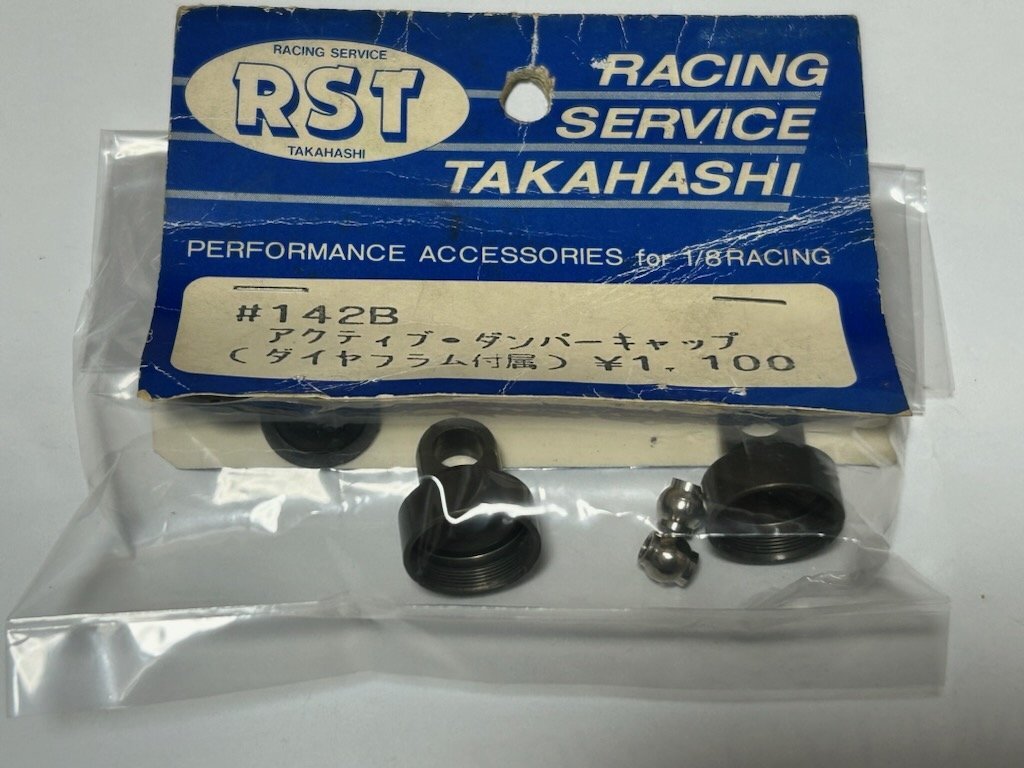 RACING SERVICE
RST
TAKAHASHI
RACING
SERVICE
TAKAHASHI
PERFORMANCE ACCESSORIES for 1/8 RACING
#142B
アクティブ・ダンパーキャップ
(ダイヤフラム付属) ¥1,100